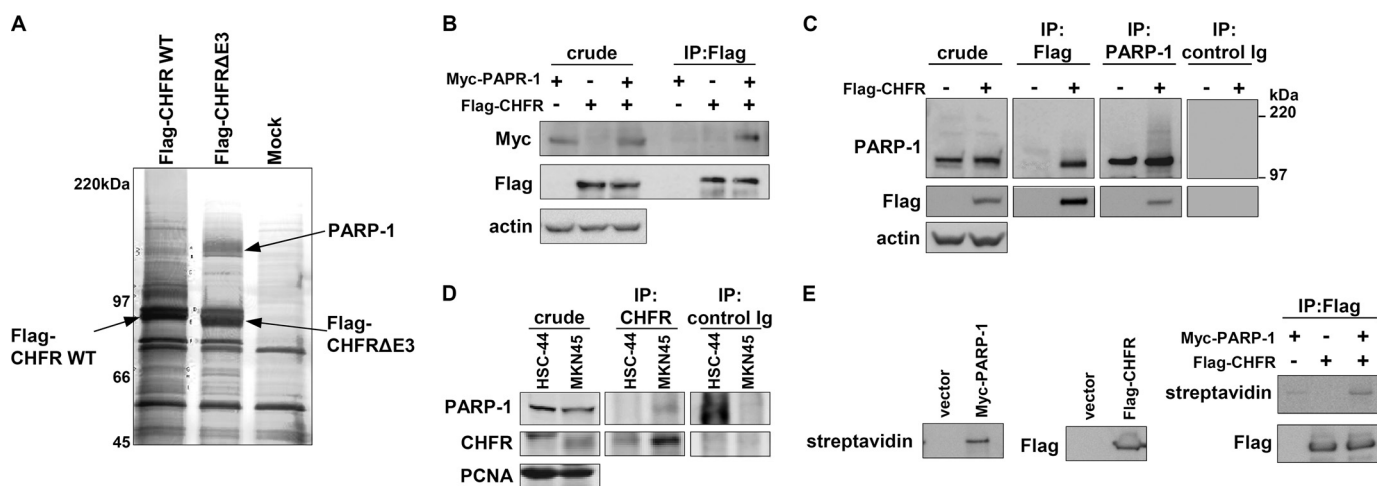 A
Flag-CHFR WT
Flag-CHFRΔE3
Mock
220kDa
97
66
45
PARP-1
Flag-
CHFR WT
Flag-
CHFRΔE3
B
crude
IP:Flag
Myc-PAPR-1 + - + + - +
Flag-CHFR - + + - + +
Myc
Flag
actin
C
crude
IP:
Flag
IP:
PARP-1
IP:
control Ig
Flag-CHFR - + - + - + - +
kDa
220
97
PARP-1
Flag
actin
D
crude
IP:
CHFR
IP:
control Ig
HSC-44
MKN45
HSC-44
MKN45
HSC-44
MKN45
PARP-1
CHFR
PCNA
E
vector
Myc-PARP-1
streptavidin
vector
Flag-CHFR
Flag
IP:Flag
Myc-PARP-1 + - +
Flag-CHFR - + +
streptavidin
Flag